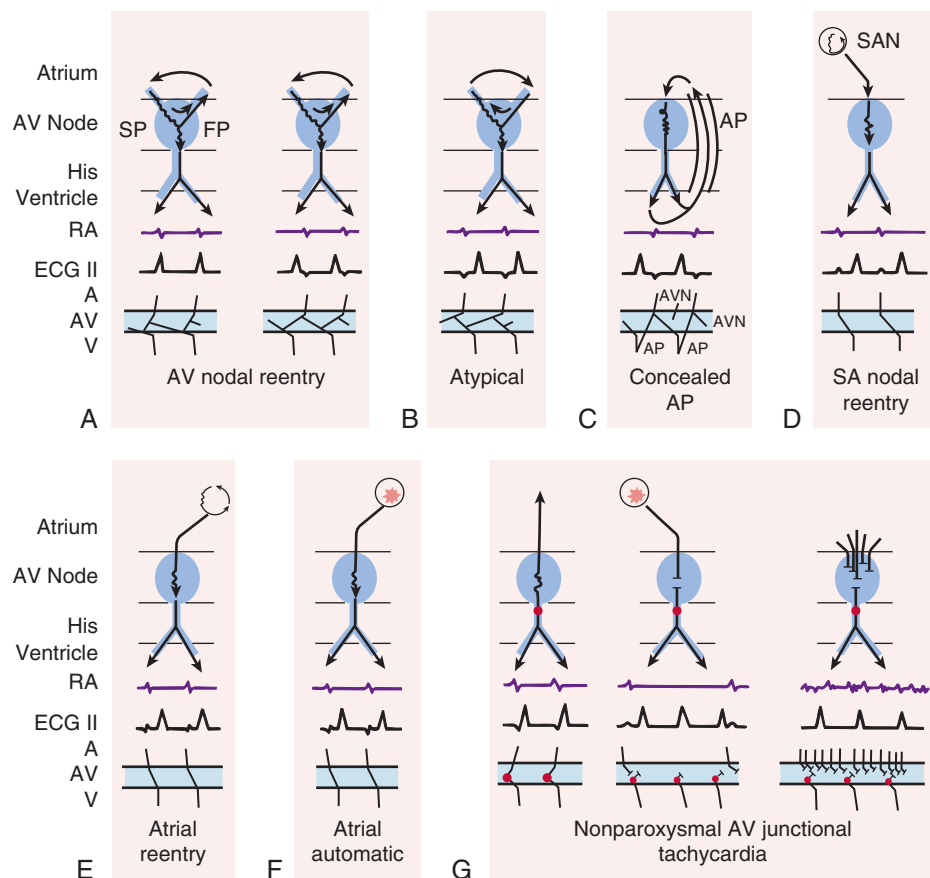 SAN
Atrium
AV Node
SP
FP
AP
His
Ventricle
RA
ECG II
A
AV
V
AVN
AVN
AP
AP
AV nodal reentry
Atypical
Concealed
AP
SA nodal
reentry
A
B
C
D
Atrium
AV Node
His
Ventricle
RA
ECG II
A
AV
V
Atrial
reentry
Atrial
automatic
Nonparoxysmal AV junctional
tachycardia
E
F
G